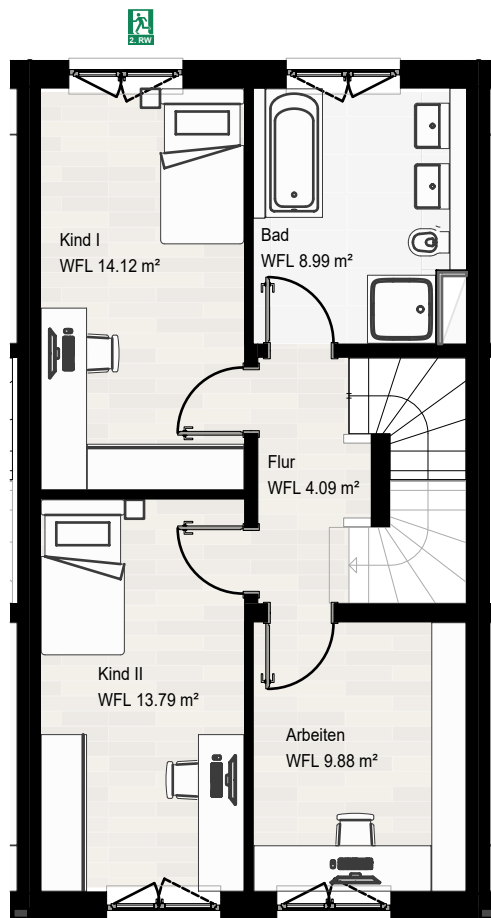 2. RW
Kind I
WFL 14.12 m²
Bad
WFL 8.99 m²
Flur
WFL 4.09 m²
Kind II
WFL 13.79 m²
Arbeiten
WFL 9.88 m²